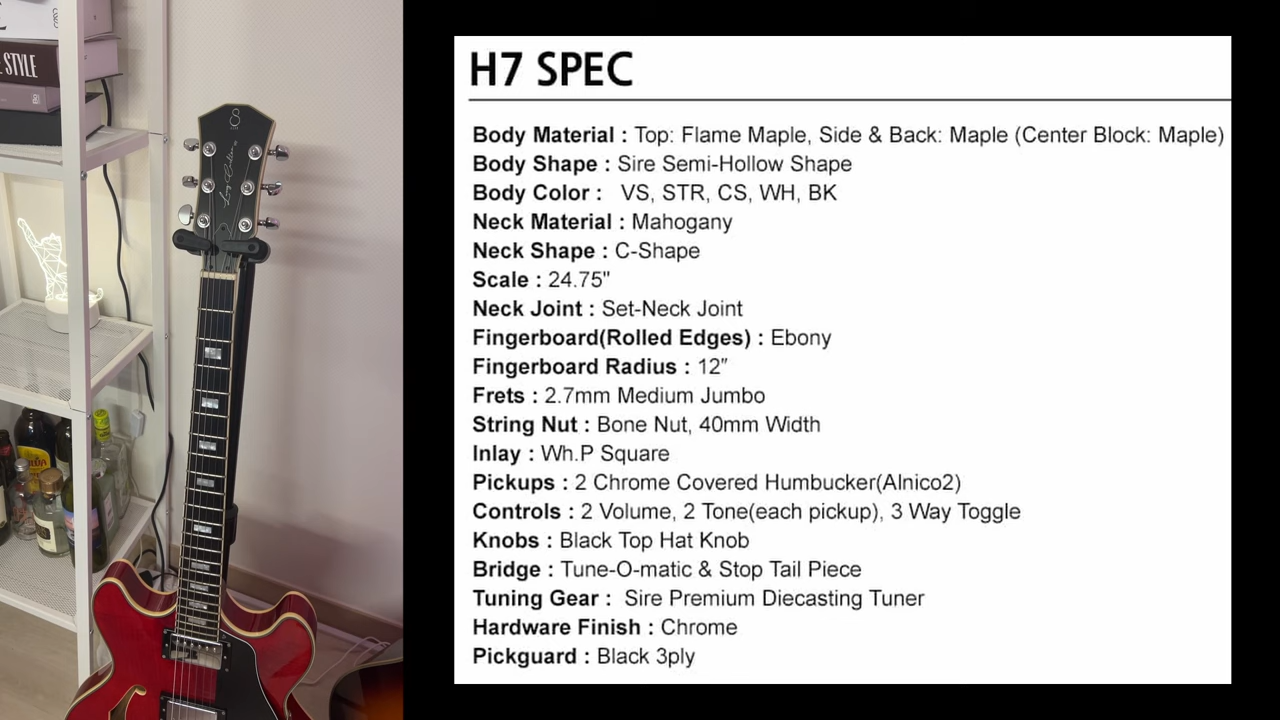 STYLE
Larry Carlton
H7 SPEC
Body Material : Top: Flame Maple, Side & Back: Maple (Center Block: Maple)
Body Shape : Sire Semi-Hollow Shape
Body Color : VS, STR, CS, WH, BK
Neck Material : Mahogany
Neck Shape : C-Shape
Scale : 24.75"
Neck Joint : Set-Neck Joint
Fingerboard(Rolled Edges) : Ebony
Fingerboard Radius : 12″
Frets : 2.7mm Medium Jumbo
String Nut : Bone Nut, 40mm Width
Inlay : Wh.P Square
Pickups : 2 Chrome Covered Humbucker(Alnico2)
Controls : 2 Volume, 2 Tone(each pickup), 3 Way Toggle
Knobs : Black Top Hat Knob
Bridge : Tune-O-matic & Stop Tail Piece
Tuning Gear : Sire Premium Diecasting Tuner
Hardware Finish : Chrome
Pickguard : Black 3ply